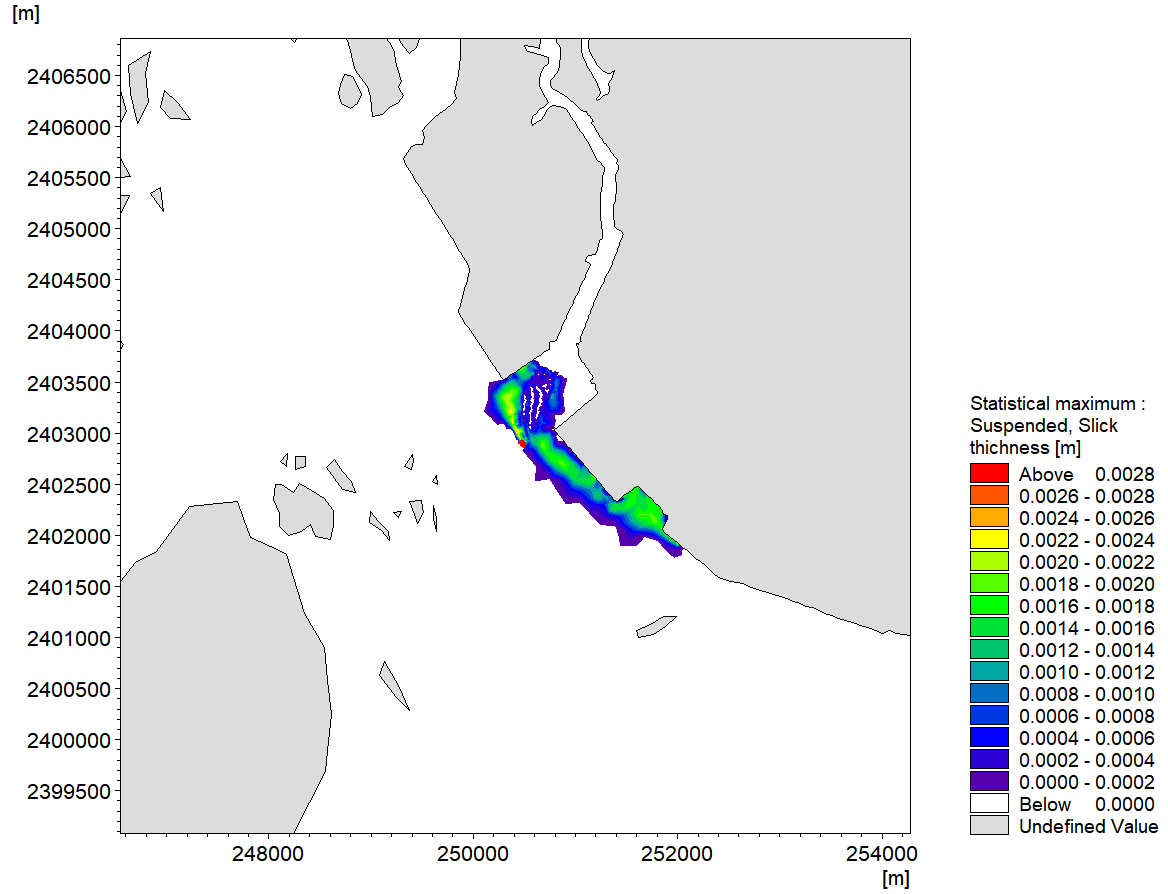 [m]
2406500
2406000
2405500
2405000
2404500
2404000
2403500
2403000
2402500
2402000
2401500
2401000
2400500
2400000
2399500
248000 250000 252000 254000
[m]
Statistical maximum :
Suspended, Slick
thichness [m]
Above 0.0028
0.0026 - 0.0028
0.0024 - 0.0026
0.0022 - 0.0024
0.0020 - 0.0022
0.0018 - 0.0020
0.0016 - 0.0018
0.0014 - 0.0016
0.0012 - 0.0014
0.0010 - 0.0012
0.0008 - 0.0010
0.0006 - 0.0008
0.0004 - 0.0006
0.0002 - 0.0004
0.0000 - 0.0002
Below 0.0000
Undefined Value